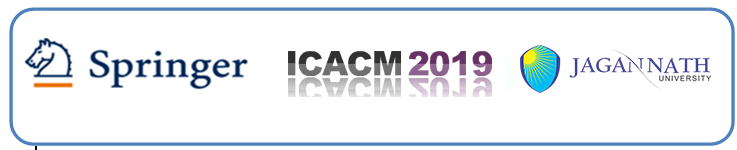 Springer
ICACM 2019
JAGANNATH
UNIVERSITY